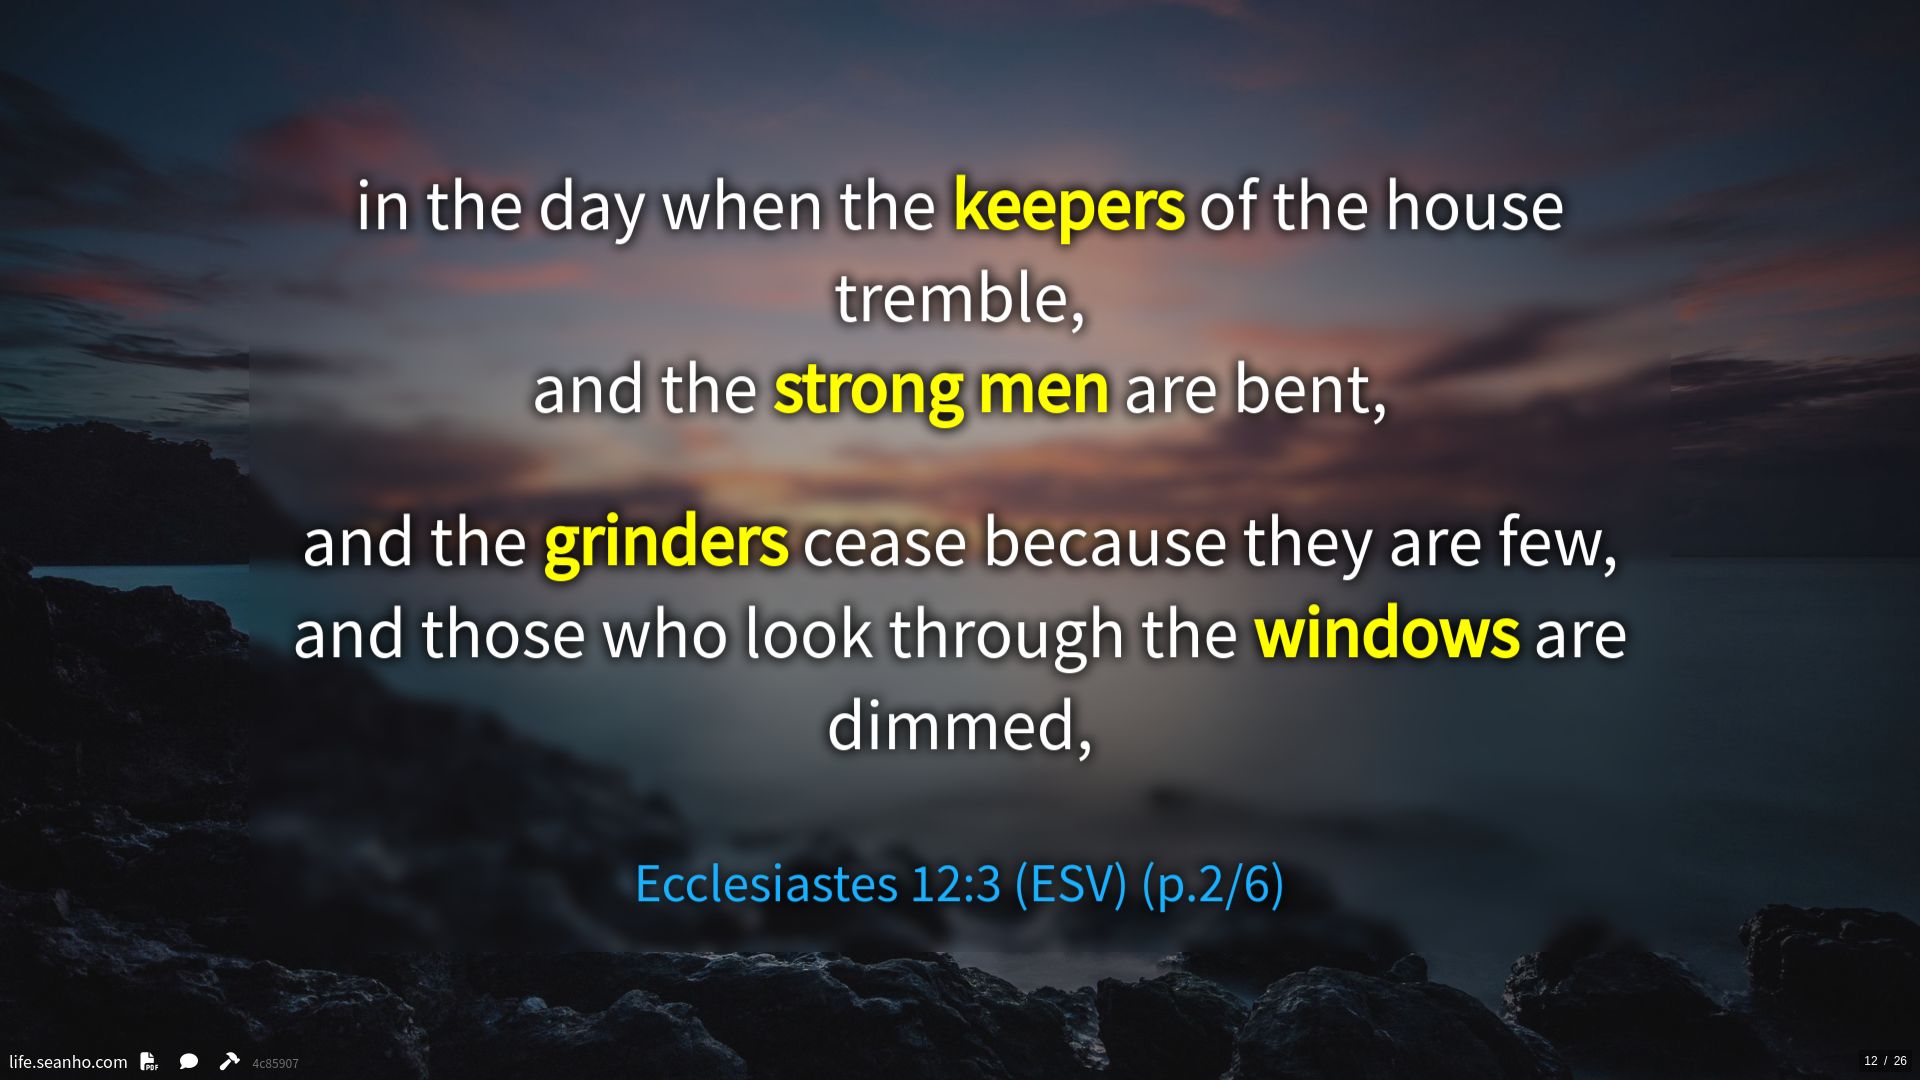 in the day when the keepers of the house
tremble,
and the strong men are bent,
and the grinders cease because they are few,
and those who look through the windows are
dimmed,
Ecclesiastes 12:3 (ESV) (p.2/6)
life.seanho.com PDF 4c85907
12 / 26